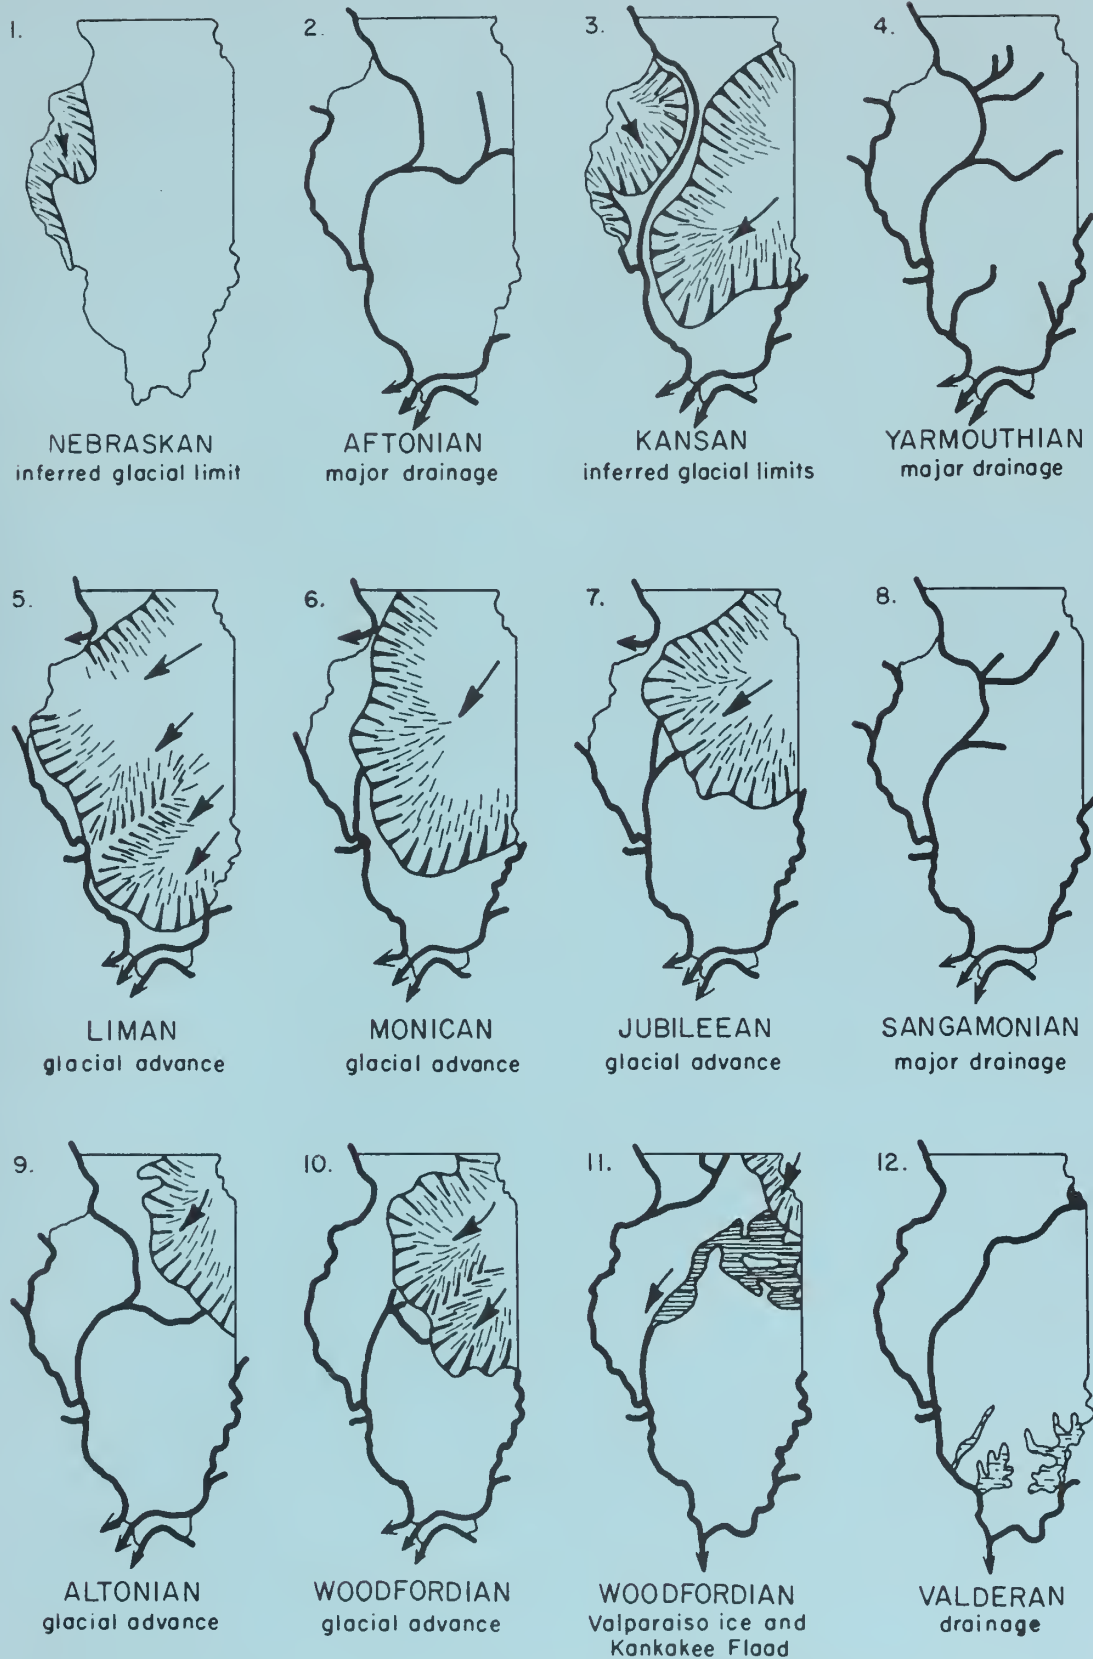 1.
NEBRASKAN
inferred glacial limit
2.
AFTONIAN
major drainage
3.
KANSAN
inferred glacial limits
4.
YARMOUTHIAN
majar drainage
5.
LIMAN
glacial advance
6.
MONICAN
glacial advance
7.
JUBILEEAN
glacial advance
8.
SANGAMONIAN
major drainage
9.
ALTONIAN
glacial advance
10.
WOODFORDIAN
glacial advance
11.
WOODFORDIAN
Valparaiso ice and
Kankakee Flaad
12.
VALDERAN
drainage